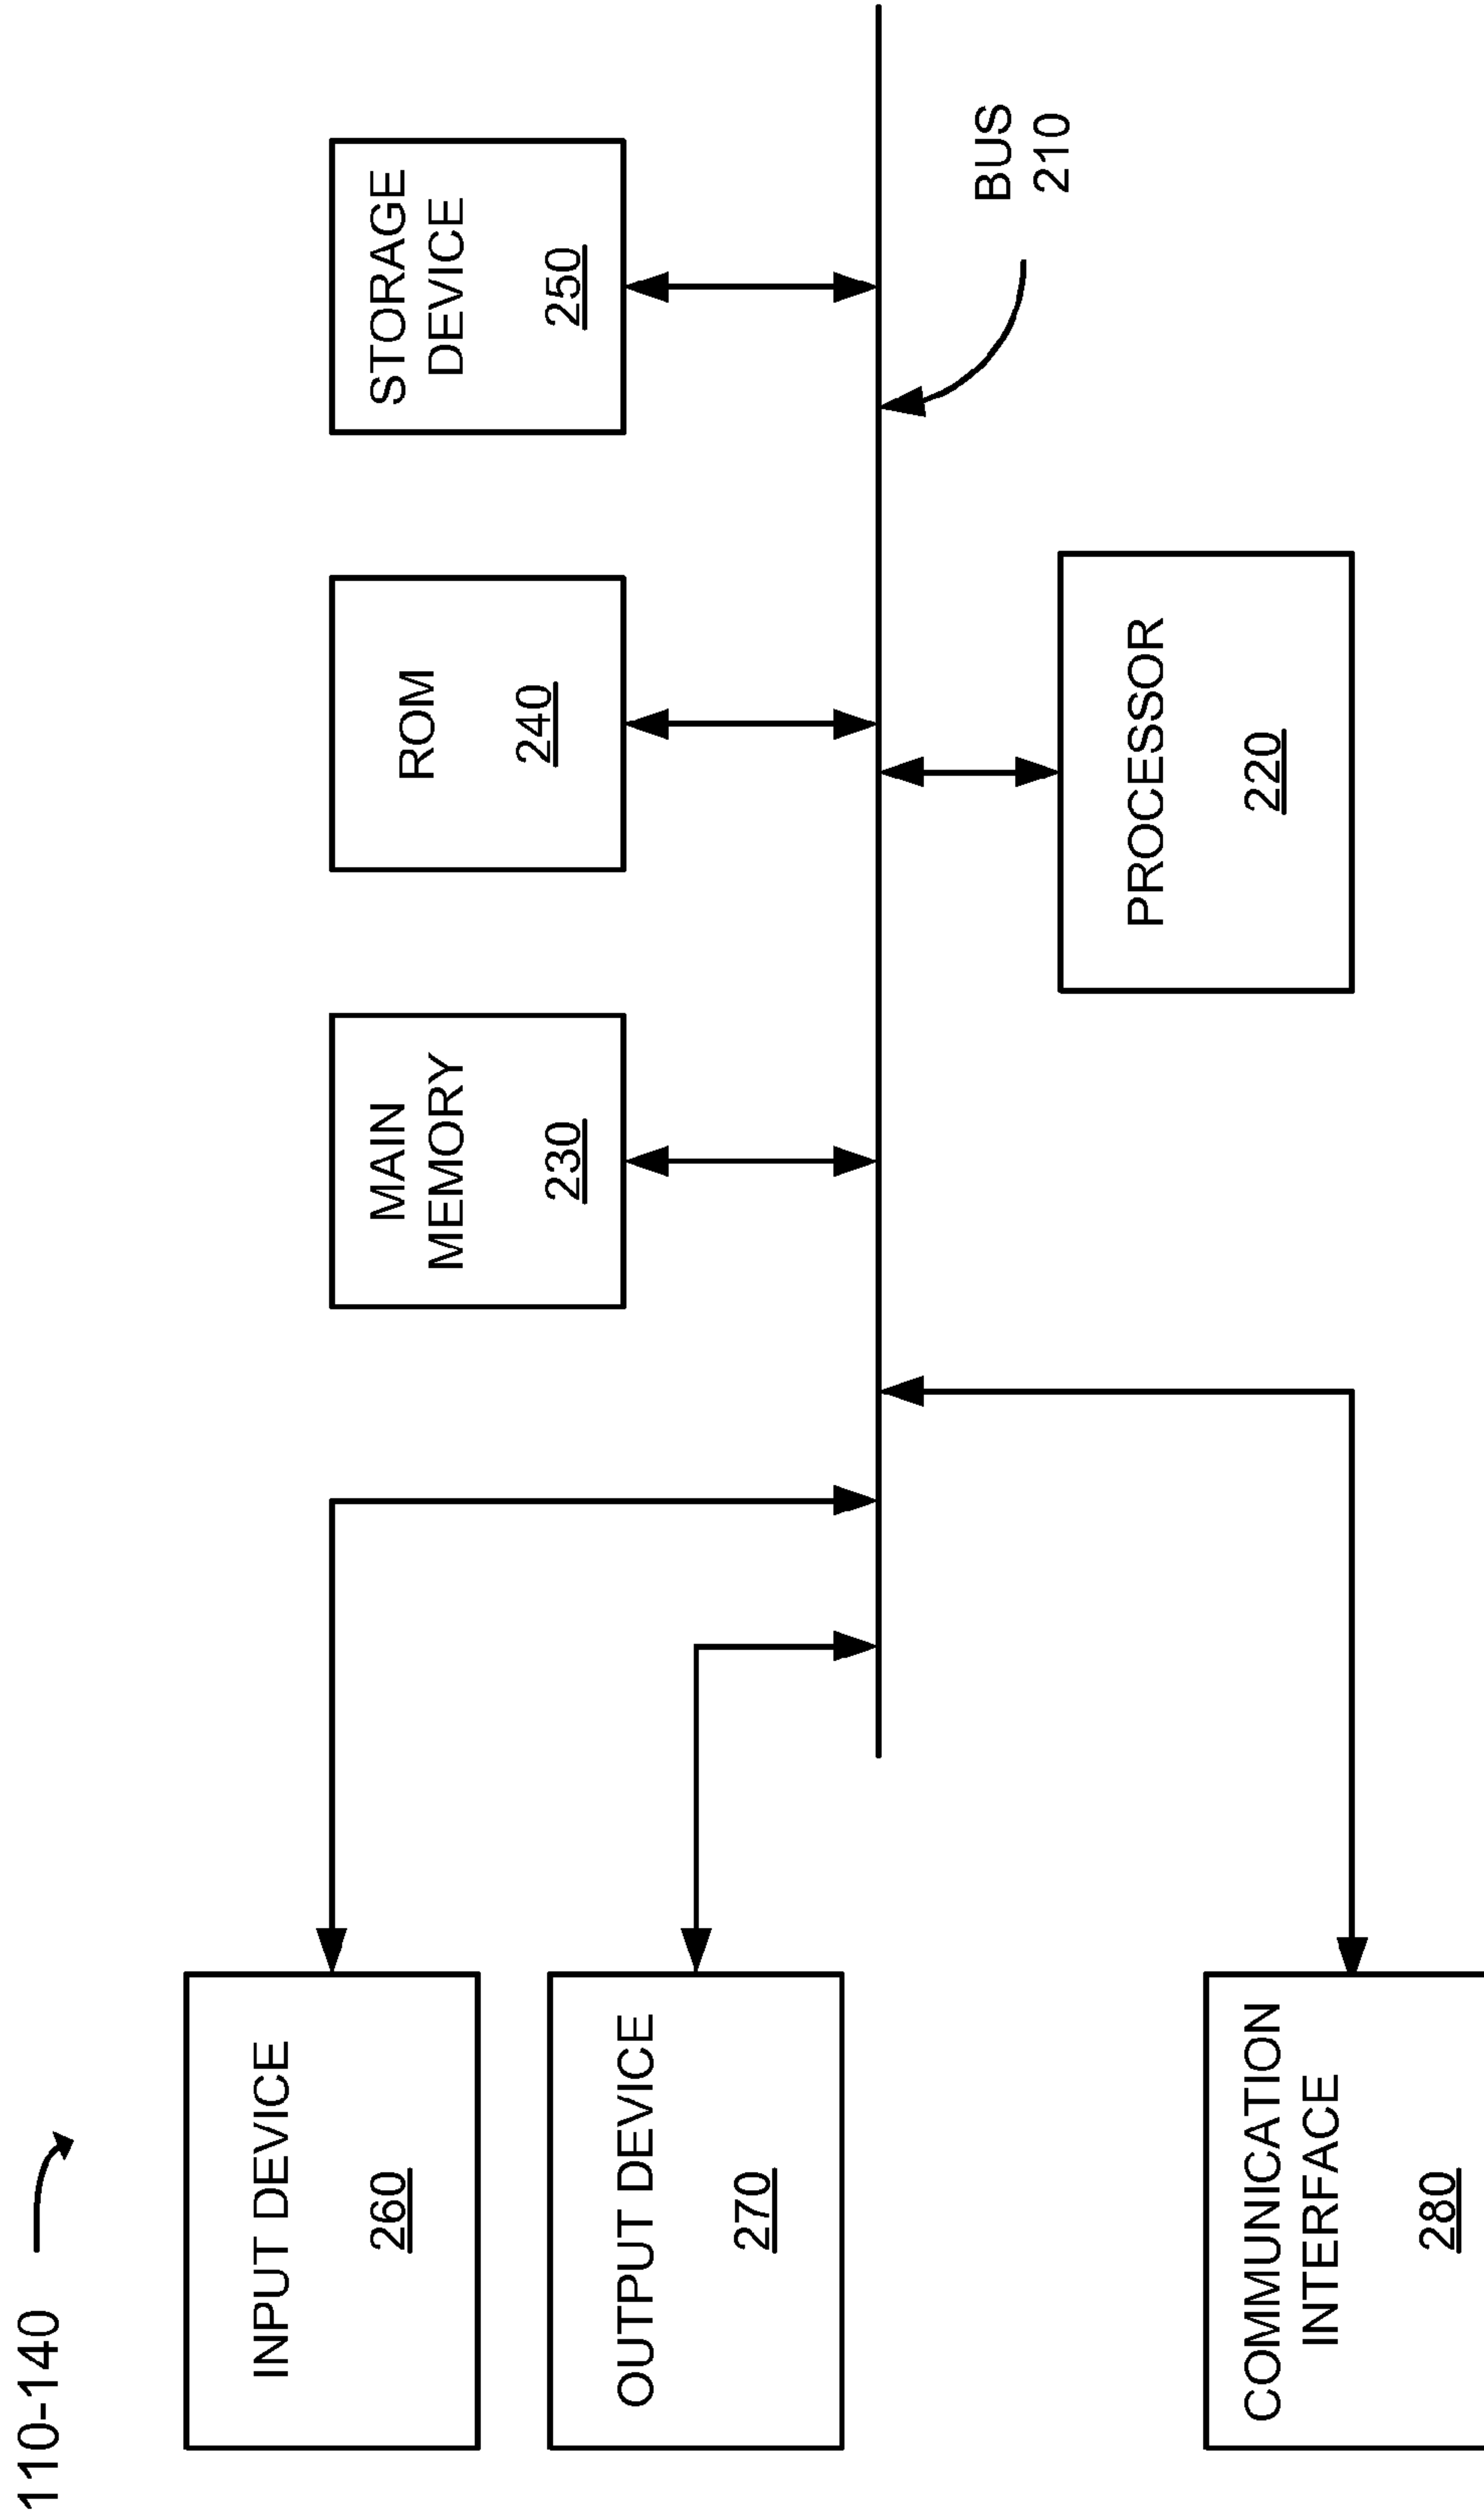 110-140
MAIN
MEMORY
230
ROM
240
STORAGE
DEVICE
250
INPUT DEVICE
260
OUTPUT DEVICE
270
BUS
210
PROCESSOR
220
COMMUNICATION
INTERFACE
280